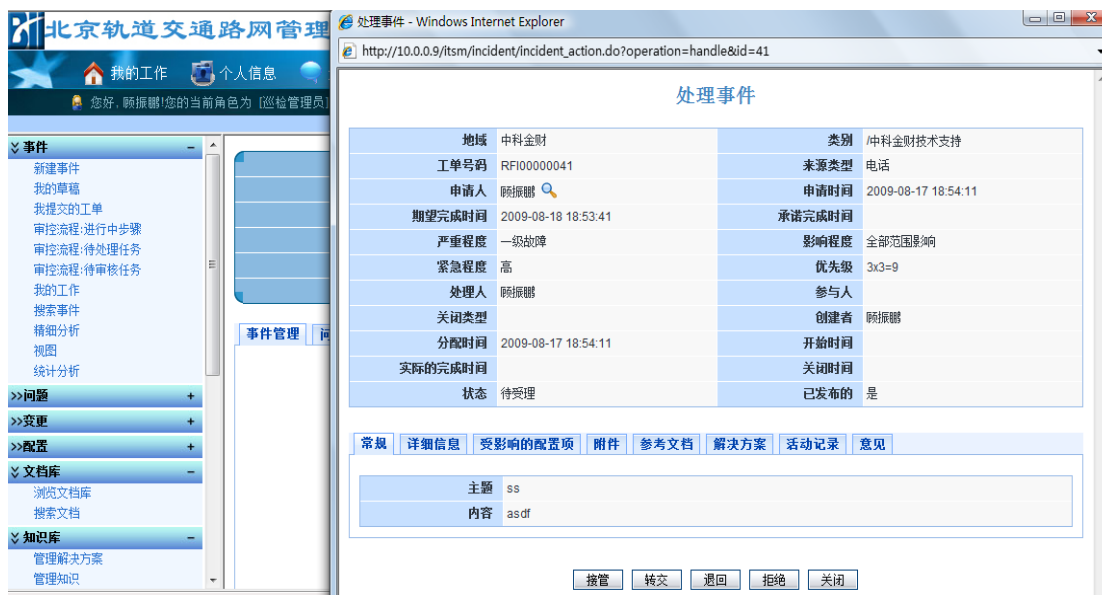 北京轨道交通路网管理
我的工作 个人信息
您好, 顾振鹏!您的当前角色为 [巡检管理员]
事件 -
新建事件
我的草稿
我提交的工单
审控流程:进行中步骤
审控流程:待处理任务
审控流程:待审核任务
我的工作
搜索事件
精细分析
视图
统计分析
>>问题 +
>>变更 +
>>配置 +
文档库 -
浏览文档库
搜索文档
知识库 -
管理解决方案
管理知识
事件管理 问
处理事件 - Windows Internet Explorer
http://10.0.0.9/itsm/incident/incident_action.do?operation=handle&id=41
处理事件
地域 中科金财 类别 /中科金财技术支持
工单号码 RFI00000041 来源类型 电话
申请人 顾振鹏 申请时间 2009-08-17 18:54:11
期望完成时间 2009-08-18 18:53:41 承诺完成时间
严重程度 一级故障 影响程度 全部范围影响
紧急程度 高 优先级 3x3=9
处理人 顾振鹏 参与人
关闭类型 创建者 顾振鹏
分配时间 2009-08-17 18:54:11 开始时间
实际的完成时间 关闭时间
状态 待受理 已发布的 是
常规 详细信息 受影响的配置项 附件 参考文档 解决方案 活动记录 意见
主题 ss
内容 asdf
接管 转交 退回 拒绝 关闭